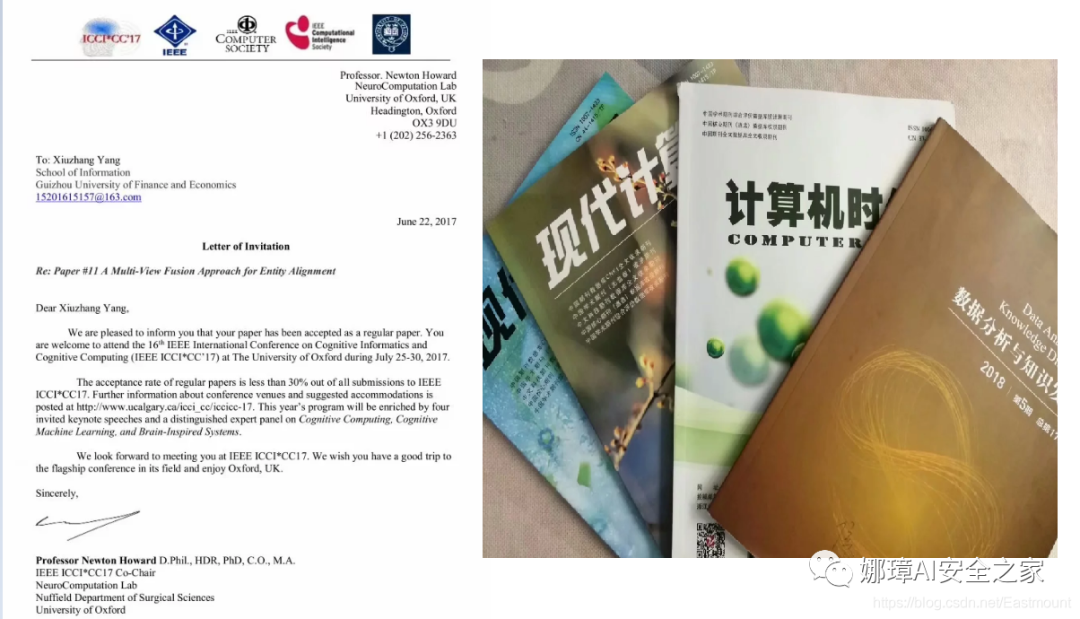 ICCI*CC'17
IEEE
IEEE
COMPUTER
SOCIETY
IEEE
Computational
Intelligence
Society
Professor. Newton Howard
NeuroComputation Lab
University of Oxford, UK
Headington, Oxford
OX3 9DU
+1 (202) 256-2363
To: Xiuzhang Yang
School of Information
Guizhou University of Finance and Economics
15201615157@163.com
June 22, 2017
Letter of Invitation
Re: Paper #11 A Multi-View Fusion Approach for Entity Alignment
Dear Xiuzhang Yang,
We are pleased to inform you that your paper has been accepted as a regular paper. You
are welcome to attend the 16th IEEE International Conference on Cognitive Informatics and
Cognitive Computing (IEEE ICCI*CC'17) at The University of Oxford during July 25-30, 2017.
The acceptance rate of regular papers is less than 30% out of all submissions to IEEE
ICCI*CC17. Further information about conference venues and suggested accommodations is
posted at http://www.ucalgary.ca/icci_cc/iccicc-17. This year's program will be enriched by four
invited keynote speeches and a distinguished expert panel on Cognitive Computing, Cognitive
Machine Learning, and Brain-Inspired Systems.
We look forward to meeting you at IEEE ICCI*CC17. We wish you have a good trip to
the flagship conference in its field and enjoy Oxford, UK.
Sincerely,
Professor Newton Howard D.Phil., HDR, PhD, C.O., M.A.
IEEE ICCI*CC17 Co-Chair
NeuroComputation Lab
Nuffield Department of Surgical Sciences
University of Oxford
现代
现代计算
计算机时
COMPUTER
Data An
Knowledge D
数据分析与知识发
2018 第5期 总第17
娜璋AI安全之家
https://blog.csdn.net/Eastmount